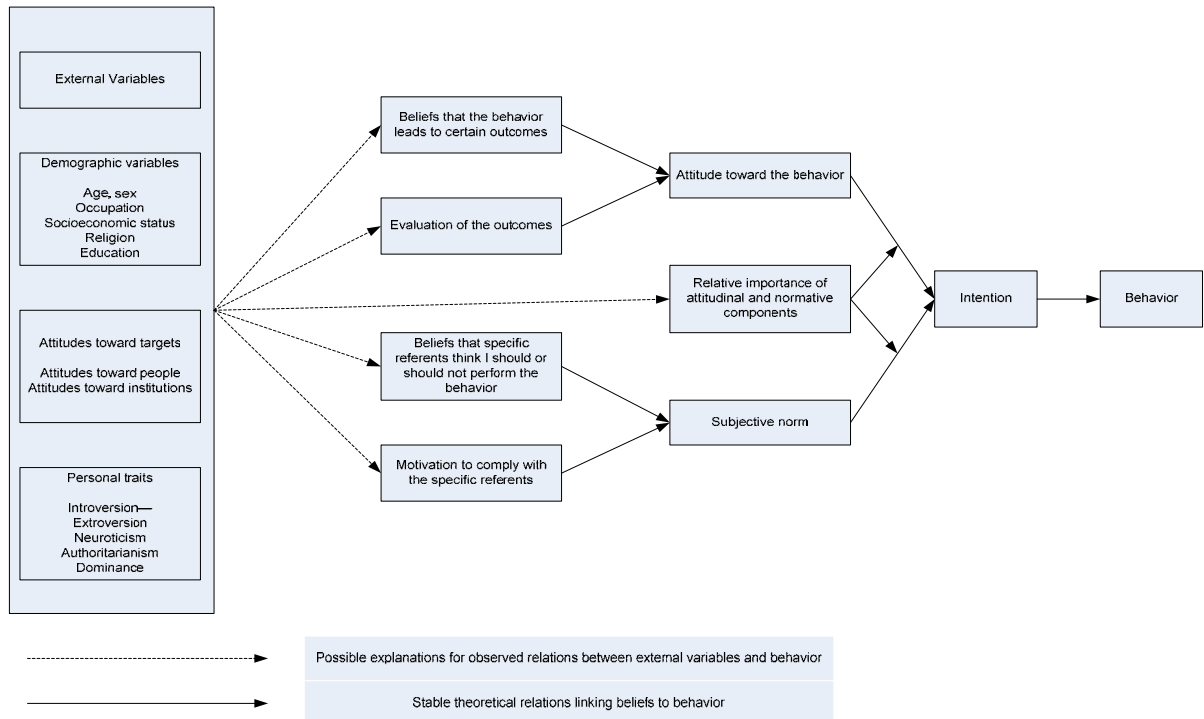 External Variables
Demographic variables
Age, sex
Occupation
Socioeconomic status
Religion
Education
Attitudes toward targets
Attitudes toward people
Attitudes toward institutions
Personal traits
Introversion—
Extroversion
Neuroticism
Authoritarianism
Dominance
Beliefs that the behavior
leads to certain outcomes
Evaluation of the outcomes
Beliefs that specific
referents think I should or
should not perform the
behavior
Motivation to comply with
the specific referents
Attitude toward the behavior
Relative importance of
attitudinal and normative
components
Subjective norm
Intention
Behavior
Possible explanations for observed relations between external variables and behavior
Stable theoretical relations linking beliefs to behavior